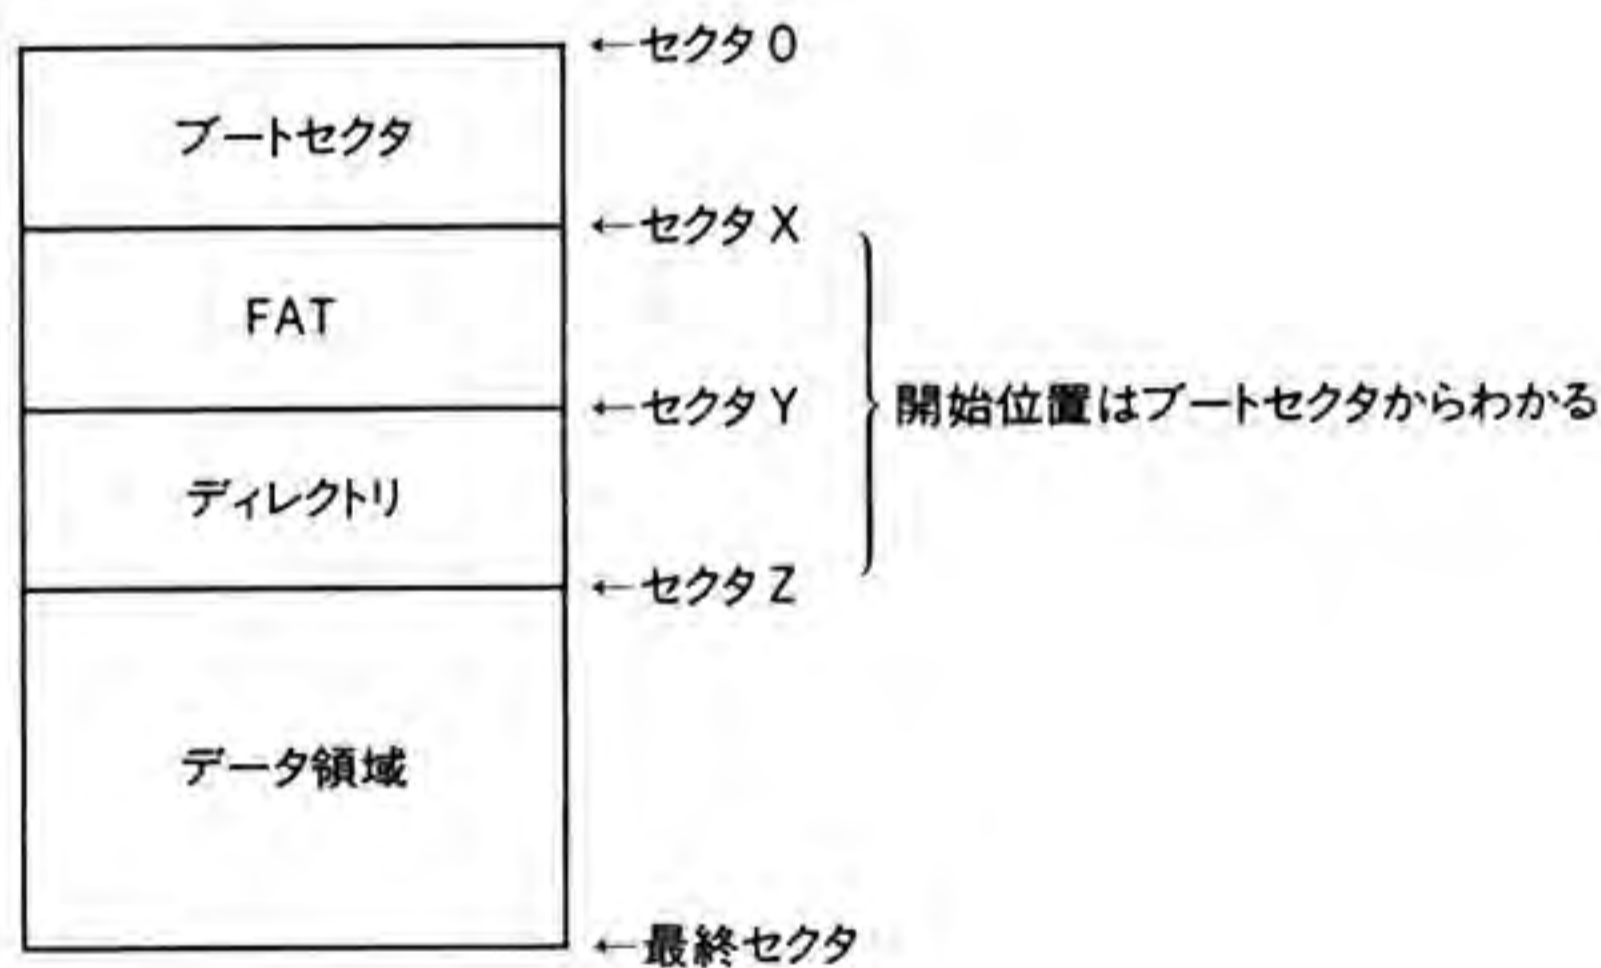 ←セクタ 0
ブートセクタ
←セクタ X
FAT
←セクタ Y
開始位置はブートセクタからわかる
ディレクトリ
←セクタ Z
データ領域
←最終セクタ